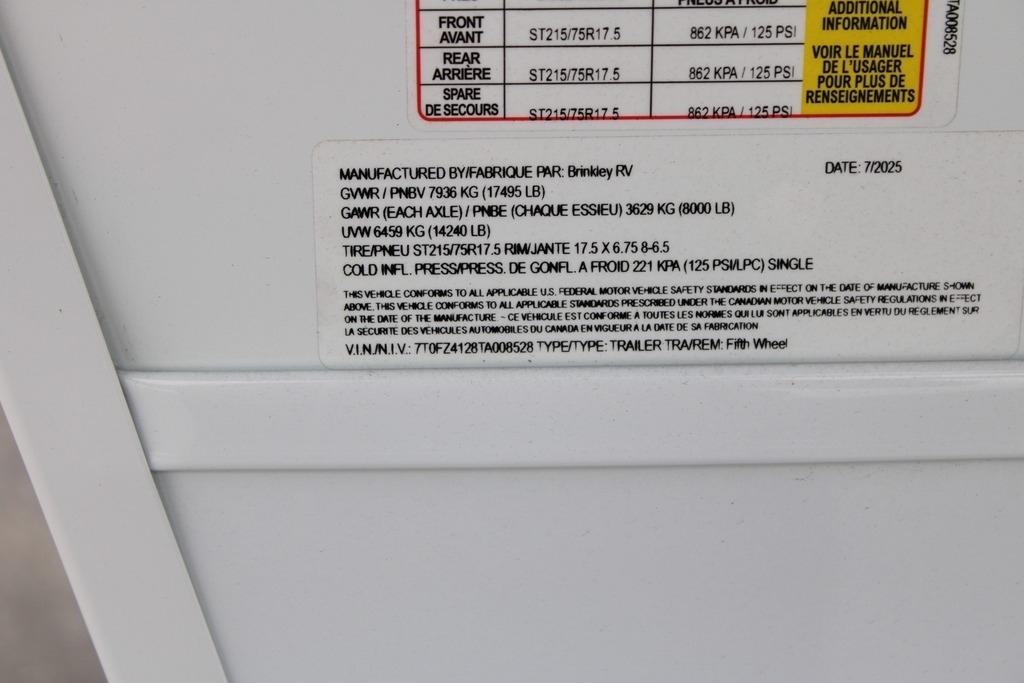 PNEUS À FROID
FRONT
AVANT
ST215/75R17.5
862 KPA / 125 PSI
REAR
ARRIÈRE
ST215/75R17.5
862 KPA / 125 PSI
SPARE
DE SECOURS
ST215/75R17.5
862 KPA / 125 PSI
ADDITIONAL
INFORMATION
VOIR LE MANUEL
DE L'USAGER
POUR PLUS DE
RENSEIGNEMENTS
TA008528
MANUFACTURED BY/FABRIQUE PAR: Brinkley RV DATE: 7/2025
GVWR / PNBV 7936 KG (17495 LB)
GAWR (EACH AXLE) / PNBE (CHAQUE ESSIEU) 3629 KG (8000 LB)
UVW 6459 KG (14240 LB)
TIRE/PNEU ST215/75R17.5 RIM/JANTE 17.5 X 6.75 8-6.5
COLD INFL. PRESS/PRESS. DE GONFL. A FROID 221 KPA (125 PSI/LPC) SINGLE
THIS VEHICLE CONFORMS TO ALL APPLICABLE U.S. FEDERAL MOTOR VEHICLE SAFETY STANDARDS IN EFFECT ON THE DATE OF MANUFACTURE SHOWN
ABOVE. THIS VEHICLE CONFORMS TO ALL APPLICABLE STANDARDS PRESCRIBED UNDER THE CANADIAN MOTOR VEHICLE SAFETY REGULATIONS IN EFFECT
ON THE DATE OF THE MANUFACTURE. - CE VÉHICULE EST CONFORME À TOUTES LES NORMES QUI LUI SONT APPLICABLES EN VERTU DU RÈGLEMENT SUR
LA SÉCURITÉ DES VEHICULES AUTOMOBILES DU CANADA EN VIGUEUR À LA DATE DE SA FABRICATION
V.I.N./N.I.V.: 7T0FZ4128TA008528 TYPE/TYPE: TRAILER TRA/REM: Fifth Wheel